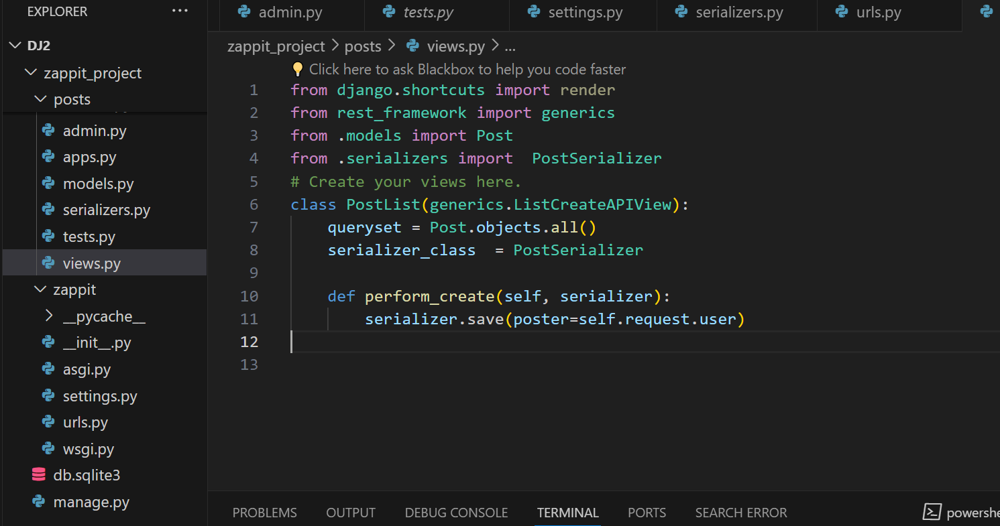 EXPLORER
...
DJ2
zappit_project
posts
admin.py
apps.py
models.py
serializers.py
tests.py
views.py
zappit
__pycache__
__init__.py
asgi.py
settings.py
urls.py
wsgi.py
db.sqlite3
manage.py
admin.py tests.py settings.py serializers.py urls.py
zappit_project > posts > views.py > ...
Click here to ask Blackbox to help you code faster
1 from django.shortcuts import render
2 from rest_framework import generics
3 from .models import Post
4 from .serializers import  PostSerializer
5 # Create your views here.
6 class PostList(generics.ListCreateAPIView):
7     queryset = Post.objects.all()
8     serializer_class  = PostSerializer
9
10     def perform_create(self, serializer):
11         serializer.save(poster=self.request.user)
12
13
PROBLEMS OUTPUT DEBUG CONSOLE TERMINAL PORTS SEARCH ERROR powershe